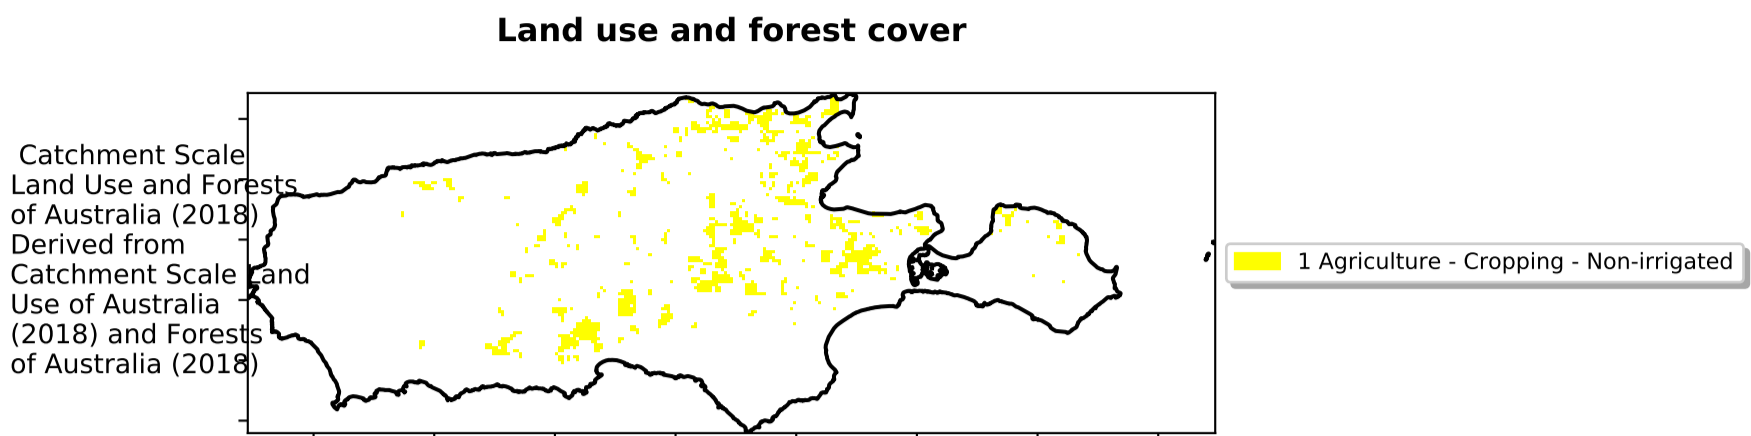 Land use and forest cover
Catchment Scale
Land Use and Forests
of Australia (2018)
Derived from
Catchment Scale Land
Use of Australia
(2018) and Forests
of Australia (2018)
1 Agriculture - Cropping - Non-irrigated